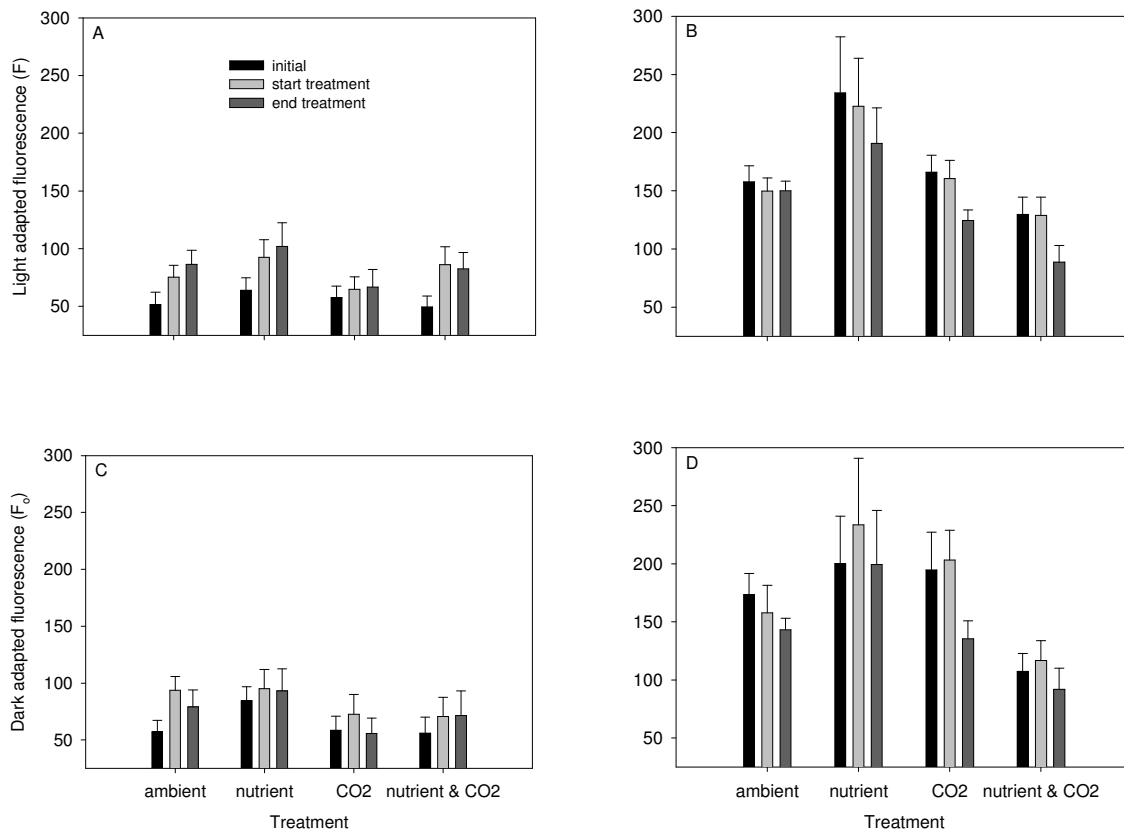 A
300
250
200
150
100
50
Light adapted fluorescence (F)
initial
start treatment
end treatment
B
300
250
200
150
100
50
C
300
250
200
150
100
50
Dark adapted fluorescence (Fo)
ambient nutrient CO2 nutrient & CO2
Treatment
D
300
250
200
150
100
50
ambient nutrient CO2 nutrient & CO2
Treatment